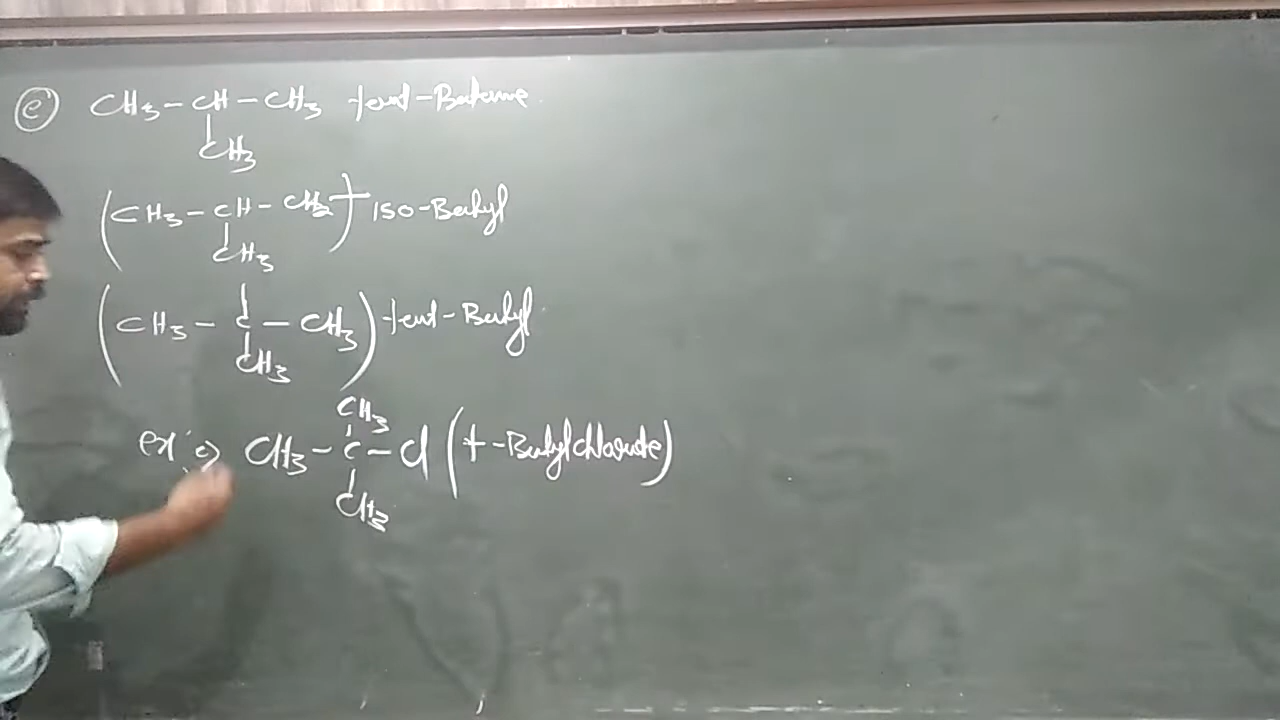 (e) CH3 – CH – CH3 tert-Butane
|
CH3
(CH3 – CH – CH2)– ISO-Butyl
|
CH3
|
(CH3 – C – CH3) tert-Butyl
|
CH3
CH3
|
ex: i) CH3 – C – Cl (t-Butylchloride)
|
CH3